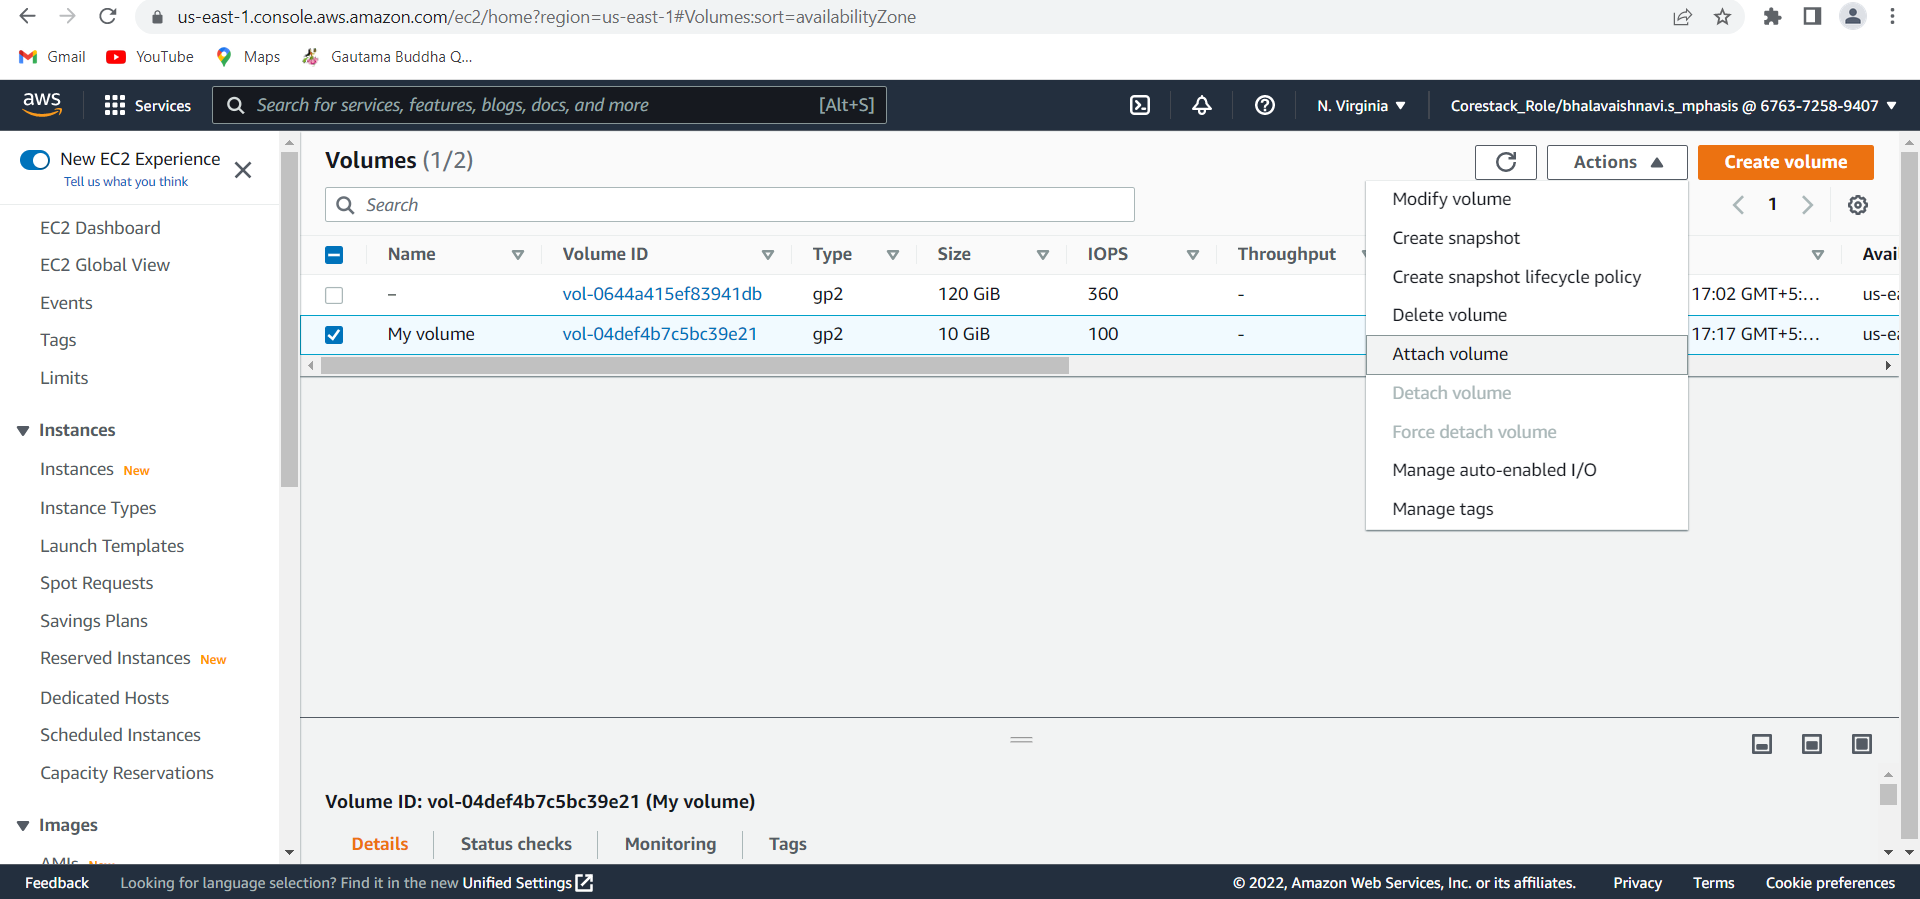 us-east-1.console.aws.amazon.com/ec2/home?region=us-east-1#Volumes:sort=availabilityZone
Gmail YouTube Maps Gautama Buddha Q...
aws Services Search for services, features, blogs, docs, and more [Alt+S] N. Virginia Corestack_Role/bhalavaishnavi.s_mphasis @ 6763-7258-9407
New EC2 Experience
Tell us what you think
EC2 Dashboard
EC2 Global View
Events
Tags
Limits
Instances
Instances New
Instance Types
Launch Templates
Spot Requests
Savings Plans
Reserved Instances New
Dedicated Hosts
Scheduled Instances
Capacity Reservations
Images
AMIs New
Volumes (1/2)
Actions
Create volume
Search
1
Name Volume ID Type Size IOPS Throughput Avai
– vol-0644a415ef83941db gp2 120 GiB 360 - 17:02 GMT+5:... us-ea
My volume vol-04def4b7c5bc39e21 gp2 10 GiB 100 - 17:17 GMT+5:... us-ea
Modify volume
Create snapshot
Create snapshot lifecycle policy
Delete volume
Attach volume
Detach volume
Force detach volume
Manage auto-enabled I/O
Manage tags
Volume ID: vol-04def4b7c5bc39e21 (My volume)
Details Status checks Monitoring Tags
Feedback Looking for language selection? Find it in the new Unified Settings © 2022, Amazon Web Services, Inc. or its affiliates. Privacy Terms Cookie preferences